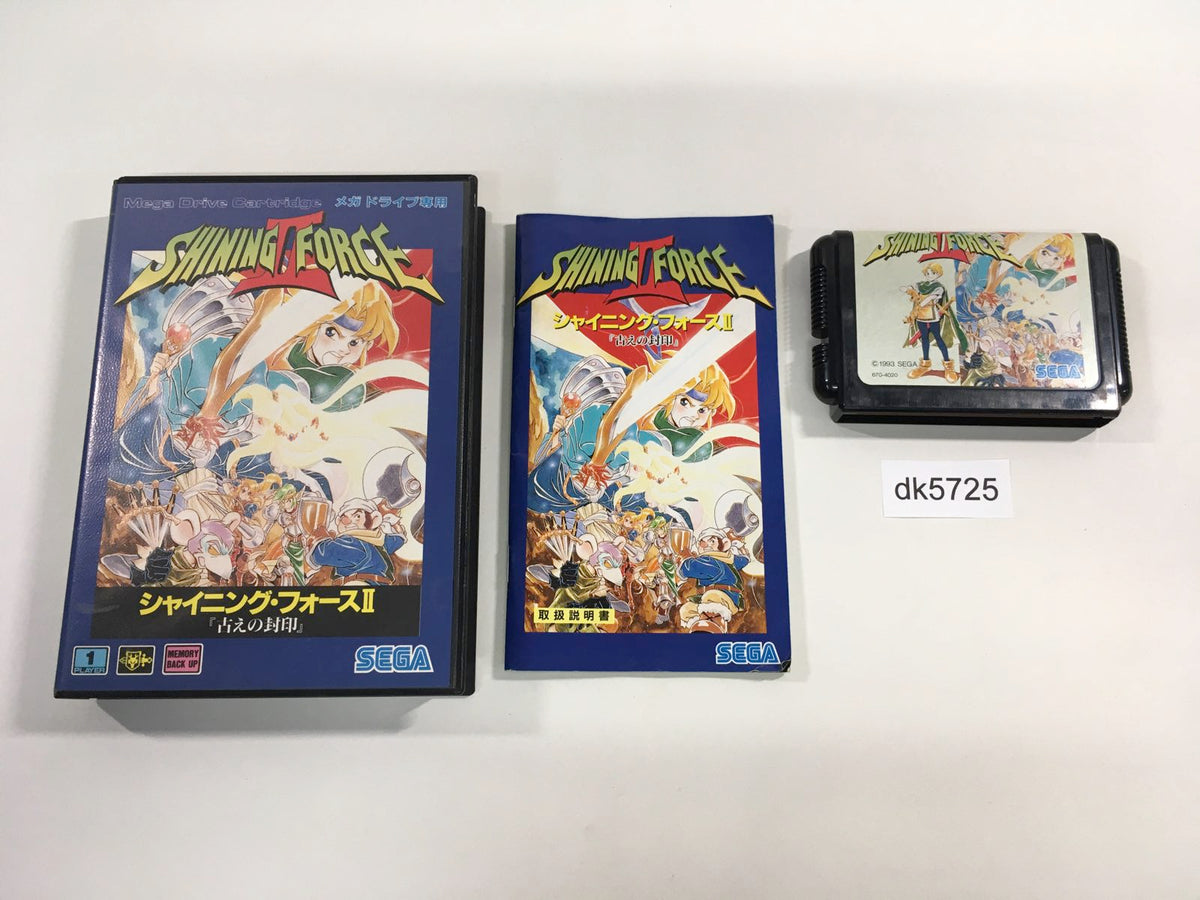 Mega Drive Cartridge メガドライブ専用
SHINING FORCE II
シャイニング・フォースII
『古えの封印』
1 PLAYER
MEMORY
BACK UP
SEGA
SHINING FORCE II
シャイニング・フォースII
『古えの封印』
取扱説明書
SEGA
SHINING FORCE II
©1993 SEGA
670-4020
SEGA
dk5725